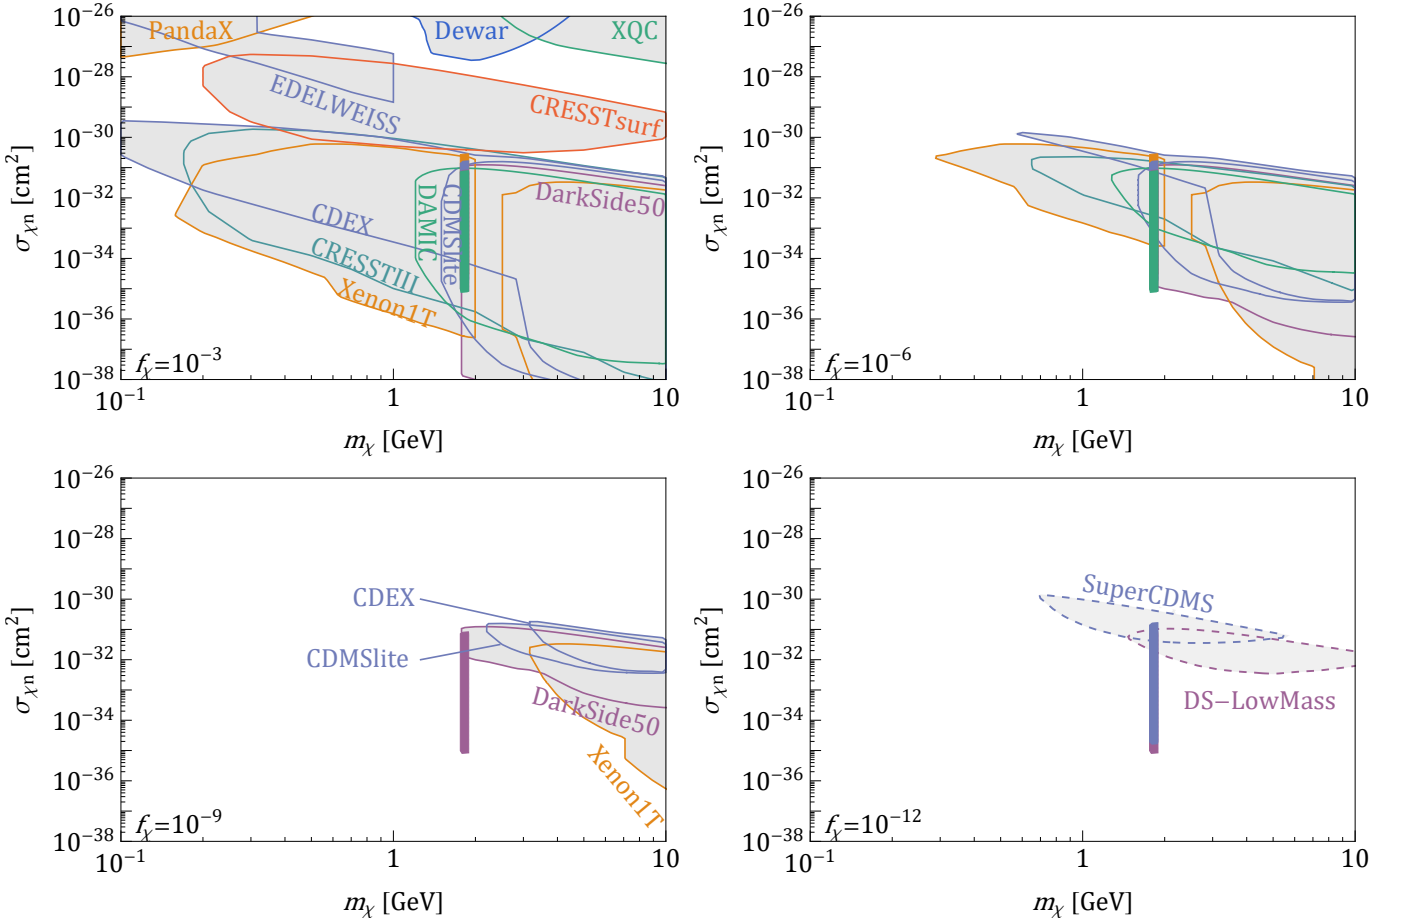 10⁻²⁶
10⁻²⁸
10⁻³⁰
10⁻³²
10⁻³⁴
10⁻³⁶
10⁻³⁸
σχn [cm²]
PandaX
Dewar
XQC
EDELWEISS
CRESSTsurf
DarkSide50
CDMSlite
DAMIC
CDEX
CRESSTIII
Xenon1T
fχ=10⁻³
10⁻¹
1
10
mχ [GeV]
10⁻²⁶
10⁻²⁸
10⁻³⁰
10⁻³²
10⁻³⁴
10⁻³⁶
10⁻³⁸
σχn [cm²]
fχ=10⁻⁶
10⁻¹
1
10
mχ [GeV]
10⁻²⁶
10⁻²⁸
10⁻³⁰
10⁻³²
10⁻³⁴
10⁻³⁶
10⁻³⁸
σχn [cm²]
CDEX
CDMSlite
DarkSide50
Xenon1T
fχ=10⁻⁹
10⁻¹
1
10
mχ [GeV]
10⁻²⁶
10⁻²⁸
10⁻³⁰
10⁻³²
10⁻³⁴
10⁻³⁶
10⁻³⁸
σχn [cm²]
SuperCDMS
DS−LowMass
fχ=10⁻¹²
10⁻¹
1
10
mχ [GeV]